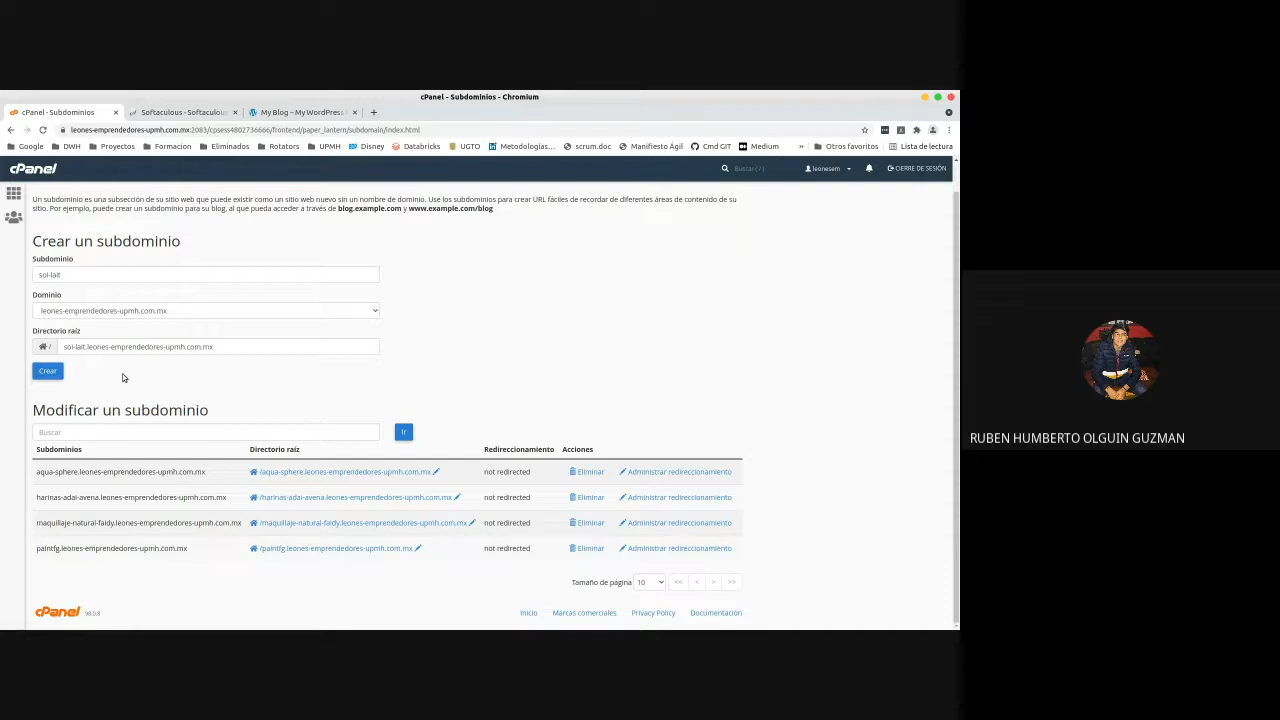 cPanel - Subdominios - Chromium
cPanel - Subdominios
Softaculous - Softaculou
My Blog – My WordPress
leones-emprendedores-upmh.com.mx:2083/cpsess4802736666/frontend/paper_lantern/subdomain/index.html
Google DWH Proyectos Formacion Eliminados Rotators UPMH Disney Databricks UGTO Metodologías... scrum.doc Manifiesto Ágil Cmd GIT Medium » Otros favoritos Lista de lectura
cPanel Buscar ( / ) leonesem CIERRE DE SESIÓN
Un subdominio es una subsección de su sitio web que puede existir como un sitio web nuevo sin un nombre de dominio. Use los subdominios para crear URL fáciles de recordar de diferentes áreas de contenido de su
sitio. Por ejemplo, puede crear un subdominio para su blog, al que pueda acceder a través de blog.example.com y www.example.com/blog
Crear un subdominio
Subdominio
soi-lait
Dominio
leones-emprendedores-upmh.com.mx
Directorio raíz
/ soi-lait.leones-emprendedores-upmh.com.mx
Crear
RUBEN HUMBERTO OLGUIN GUZMAN
Modificar un subdominio
Buscar Ir
Subdominios Directorio raíz Redireccionamiento Acciones
aqua-sphere.leones-emprendedores-upmh.com.mx /aqua-sphere.leones-emprendedores-upmh.com.mx not redirected Eliminar Administrar redireccionamiento
harinas-adai-avena.leones-emprendedores-upmh.com.mx /harinas-adai-avena.leones-emprendedores-upmh.com.mx not redirected Eliminar Administrar redireccionamiento
maquillaje-natural-faidy.leones-emprendedores-upmh.com.mx /maquillaje-natural-faidy.leones-emprendedores-upmh.com.mx not redirected Eliminar Administrar redireccionamiento
paintfg.leones-emprendedores-upmh.com.mx /paintfg.leones-emprendedores-upmh.com.mx not redirected Eliminar Administrar redireccionamiento
Tamaño de página 10 << < > >>
cPanel 98.0.8 Inicio Marcas comerciales Privacy Policy Documentación